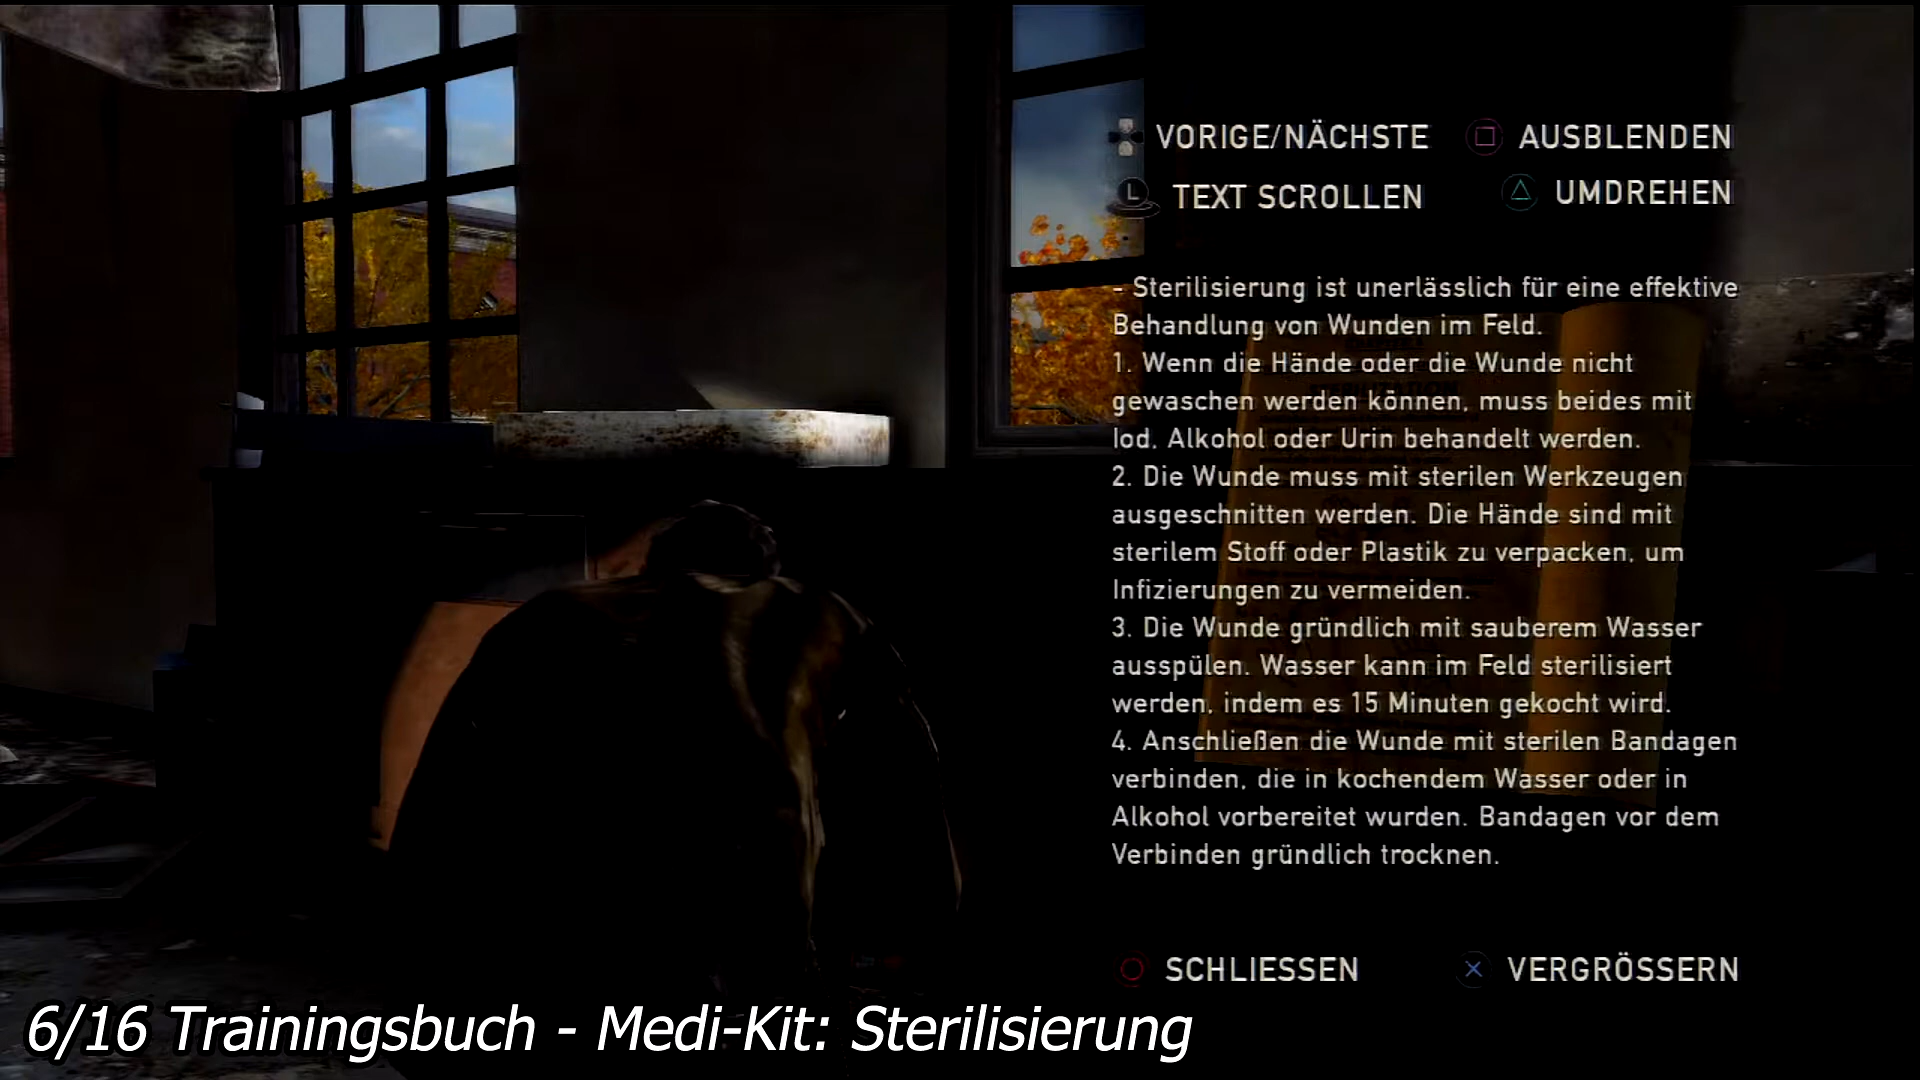 VORIGE/NÄCHSTE AUSBLENDEN
L TEXT SCROLLEN UMDREHEN
- Sterilisierung ist unerlässlich für eine effektive
Behandlung von Wunden im Feld.
1. Wenn die Hände oder die Wunde nicht
gewaschen werden können, muss beides mit
Iod, Alkohol oder Urin behandelt werden.
2. Die Wunde muss mit sterilen Werkzeugen
ausgeschnitten werden. Die Hände sind mit
sterilem Stoff oder Plastik zu verpacken, um
Infizierungen zu vermeiden.
3. Die Wunde gründlich mit sauberem Wasser
ausspülen. Wasser kann im Feld sterilisiert
werden, indem es 15 Minuten gekocht wird.
4. Anschließen die Wunde mit sterilen Bandagen
verbinden, die in kochendem Wasser oder in
Alkohol vorbereitet wurden. Bandagen vor dem
Verbinden gründlich trocknen.
SCHLIESSEN VERGRÖSSERN
6/16 Trainingsbuch - Medi-Kit: Sterilisierung